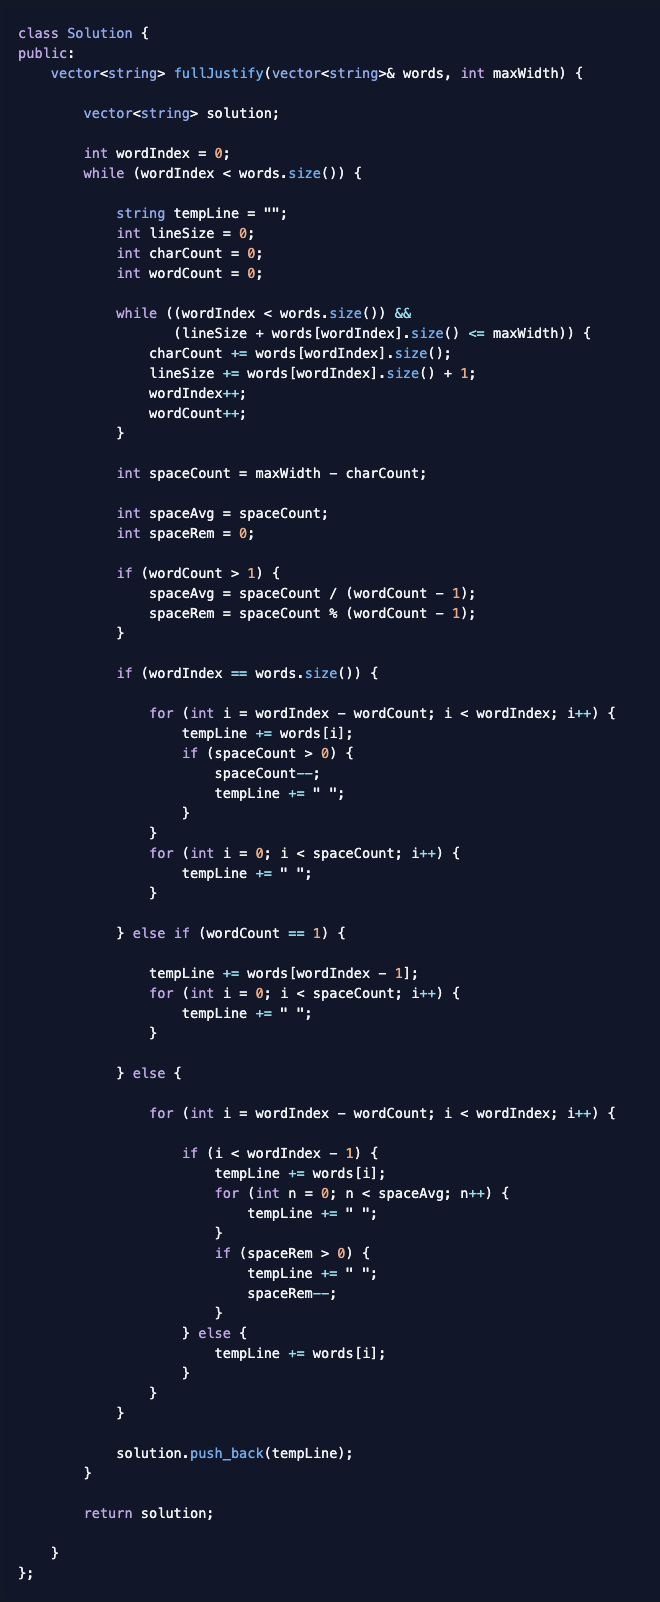 class Solution {
public:
    vector<string> fullJustify(vector<string>& words, int maxWidth) {

        vector<string> solution;

        int wordIndex = 0;
        while (wordIndex < words.size()) {

            string tempLine = "";
            int lineSize = 0;
            int charCount = 0;
            int wordCount = 0;

            while ((wordIndex < words.size()) &&
                   (lineSize + words[wordIndex].size() <= maxWidth)) {
                charCount += words[wordIndex].size();
                lineSize += words[wordIndex].size() + 1;
                wordIndex++;
                wordCount++;
            }

            int spaceCount = maxWidth - charCount;

            int spaceAvg = spaceCount;
            int spaceRem = 0;

            if (wordCount > 1) {
                spaceAvg = spaceCount / (wordCount - 1);
                spaceRem = spaceCount % (wordCount - 1);
            }

            if (wordIndex == words.size()) {

                for (int i = wordIndex - wordCount; i < wordIndex; i++) {
                    tempLine += words[i];
                    if (spaceCount > 0) {
                        spaceCount--;
                        tempLine += " ";
                    }
                }
                for (int i = 0; i < spaceCount; i++) {
                    tempLine += " ";
                }

            } else if (wordCount == 1) {

                tempLine += words[wordIndex - 1];
                for (int i = 0; i < spaceCount; i++) {
                    tempLine += " ";
                }

            } else {

                for (int i = wordIndex - wordCount; i < wordIndex; i++) {

                    if (i < wordIndex - 1) {
                        tempLine += words[i];
                        for (int n = 0; n < spaceAvg; n++) {
                            tempLine += " ";
                        }
                        if (spaceRem > 0) {
                            tempLine += " ";
                            spaceRem--;
                        }
                    } else {
                        tempLine += words[i];
                    }
                }
            }

            solution.push_back(tempLine);
        }

        return solution;

    }
};